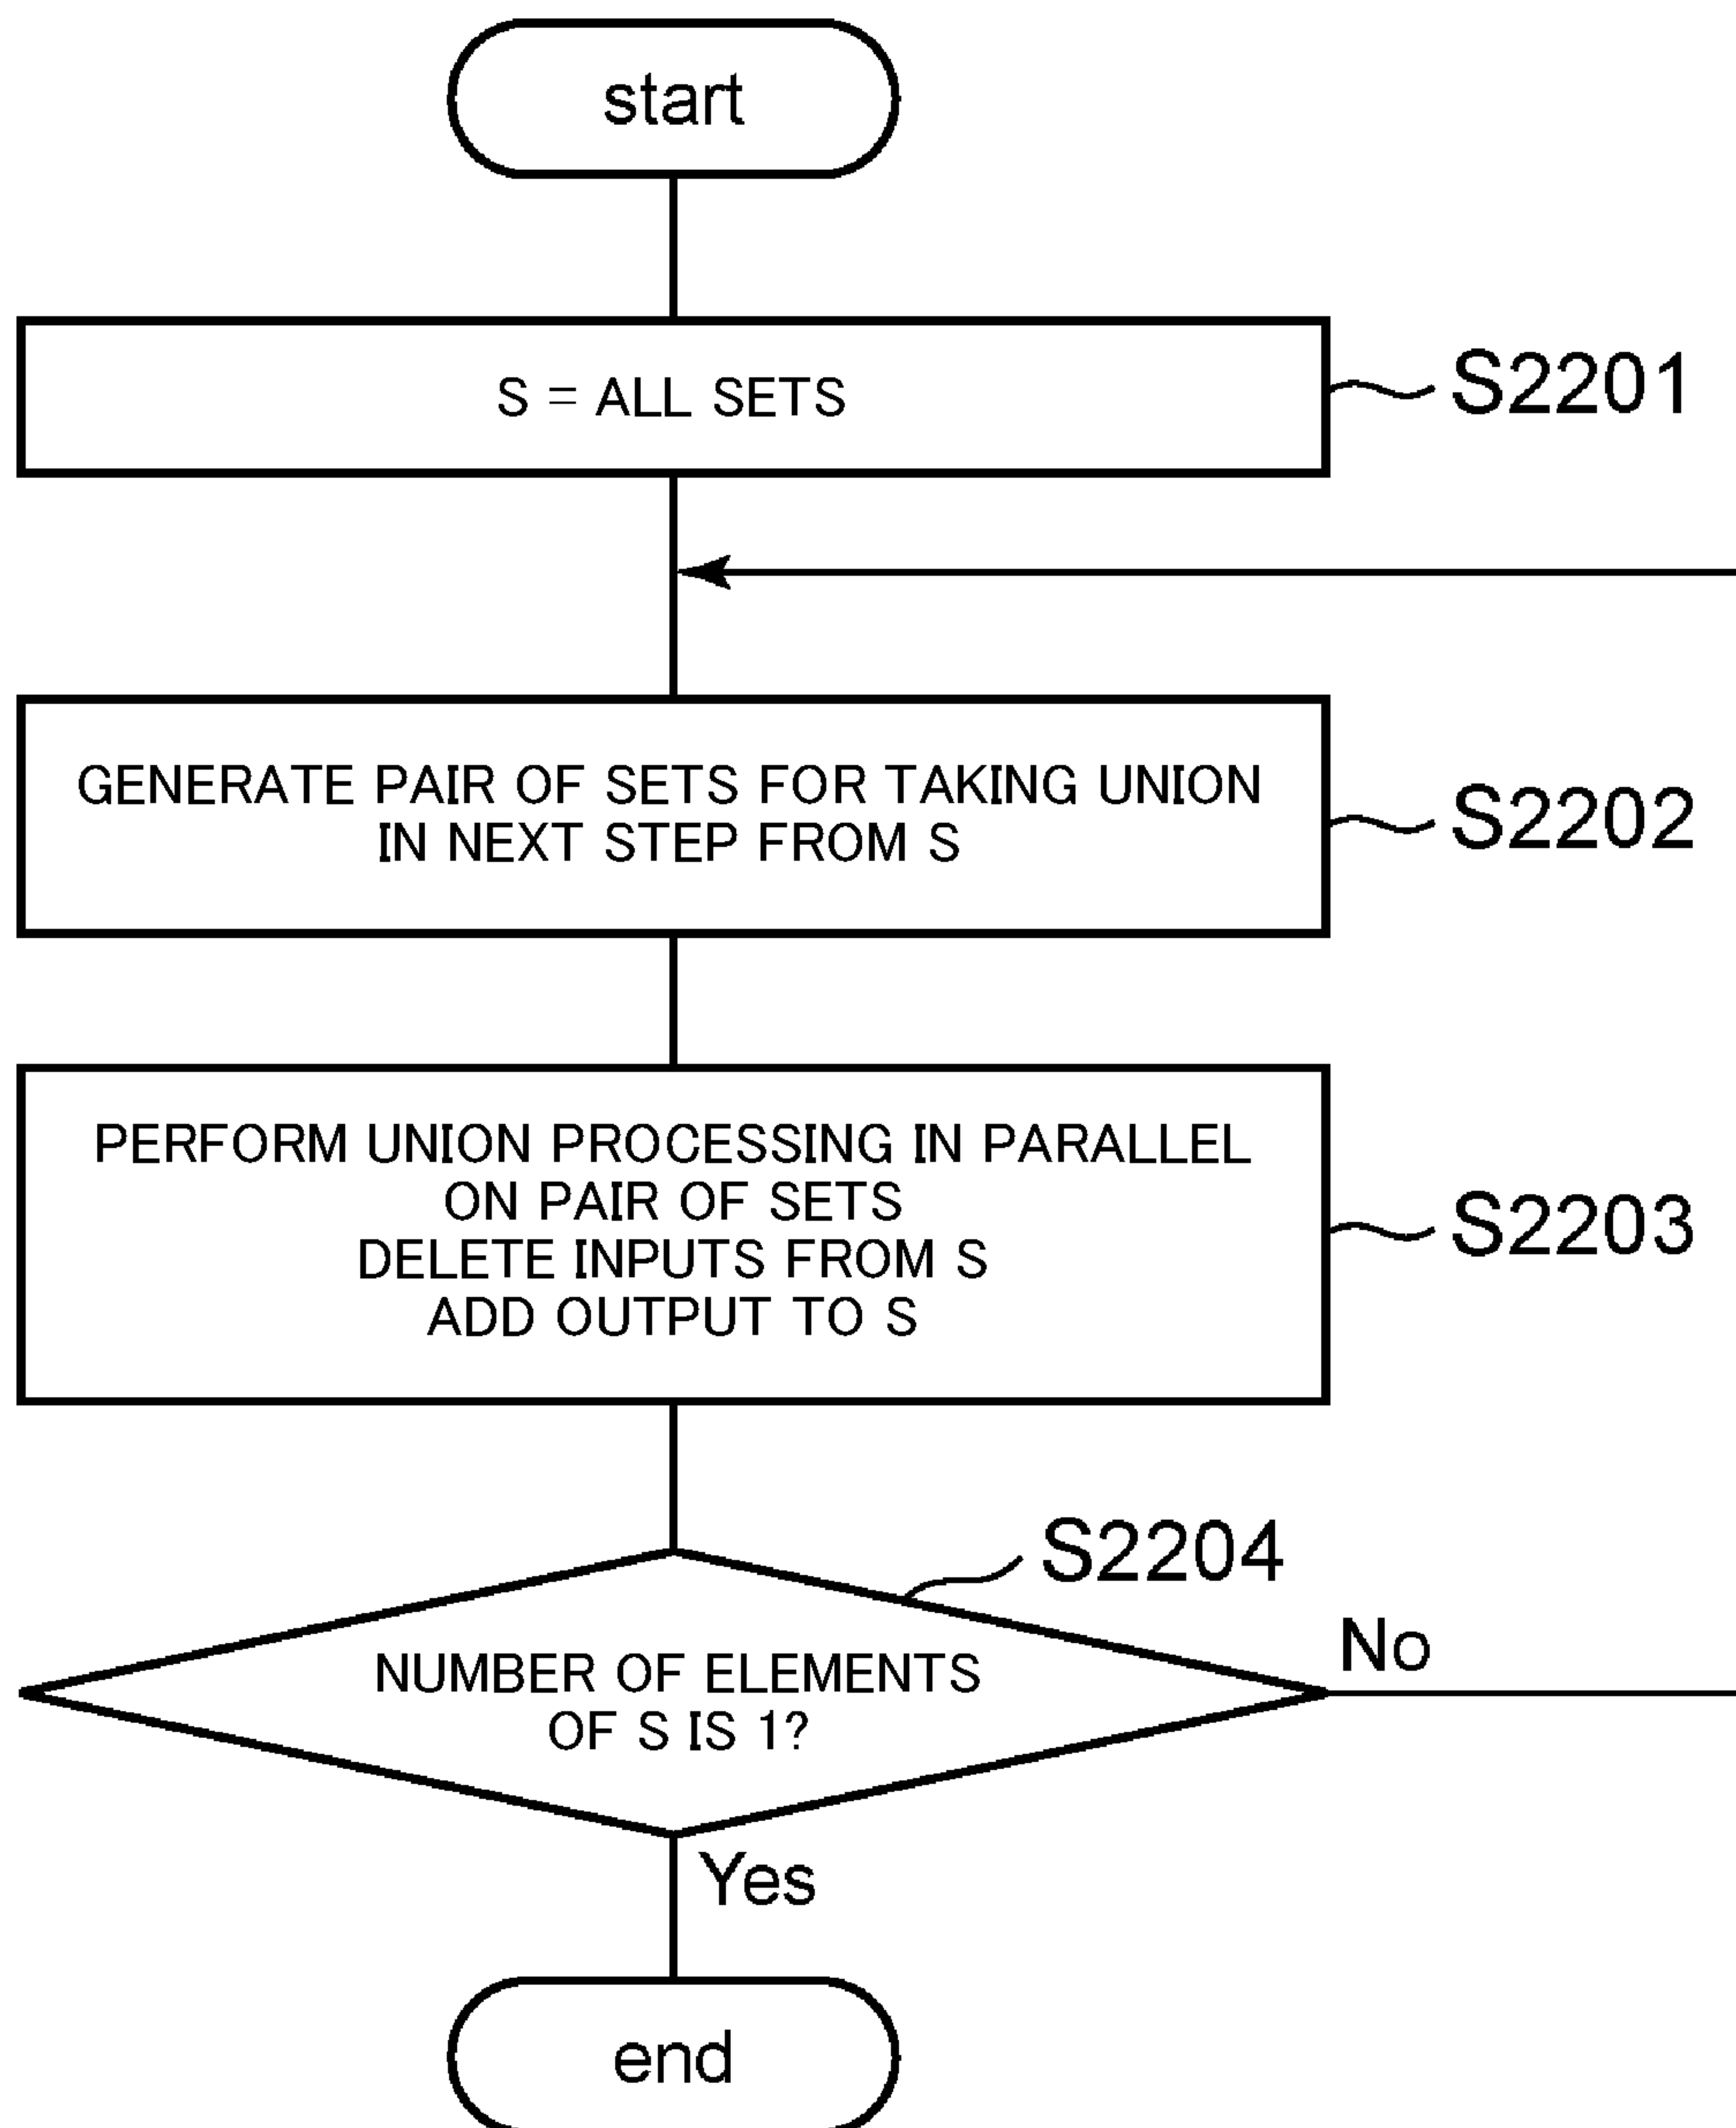 start
S = ALL SETS
S2201
GENERATE PAIR OF SETS FOR TAKING UNION
IN NEXT STEP FROM S
S2202
PERFORM UNION PROCESSING IN PARALLEL
ON PAIR OF SETS
DELETE INPUTS FROM S
ADD OUTPUT TO S
S2203
S2204
NUMBER OF ELEMENTS
OF S IS 1?
No
Yes
end